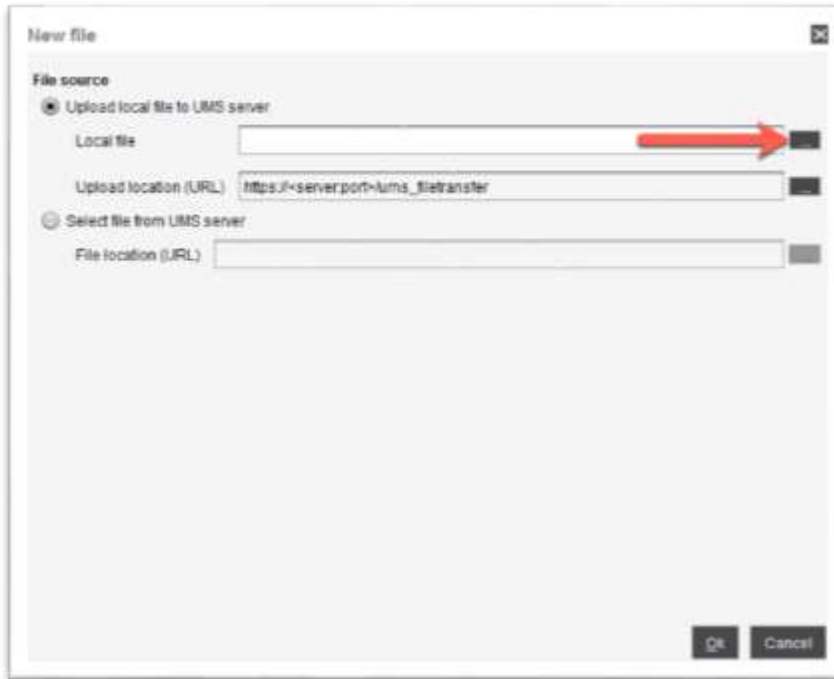 New file
File source
Upload local file to UMS server
Local file
...
Upload location (URL) https://<server:port>/ums_filetransfer
...
Select file from UMS server
File location (URL)
...
Ok Cancel